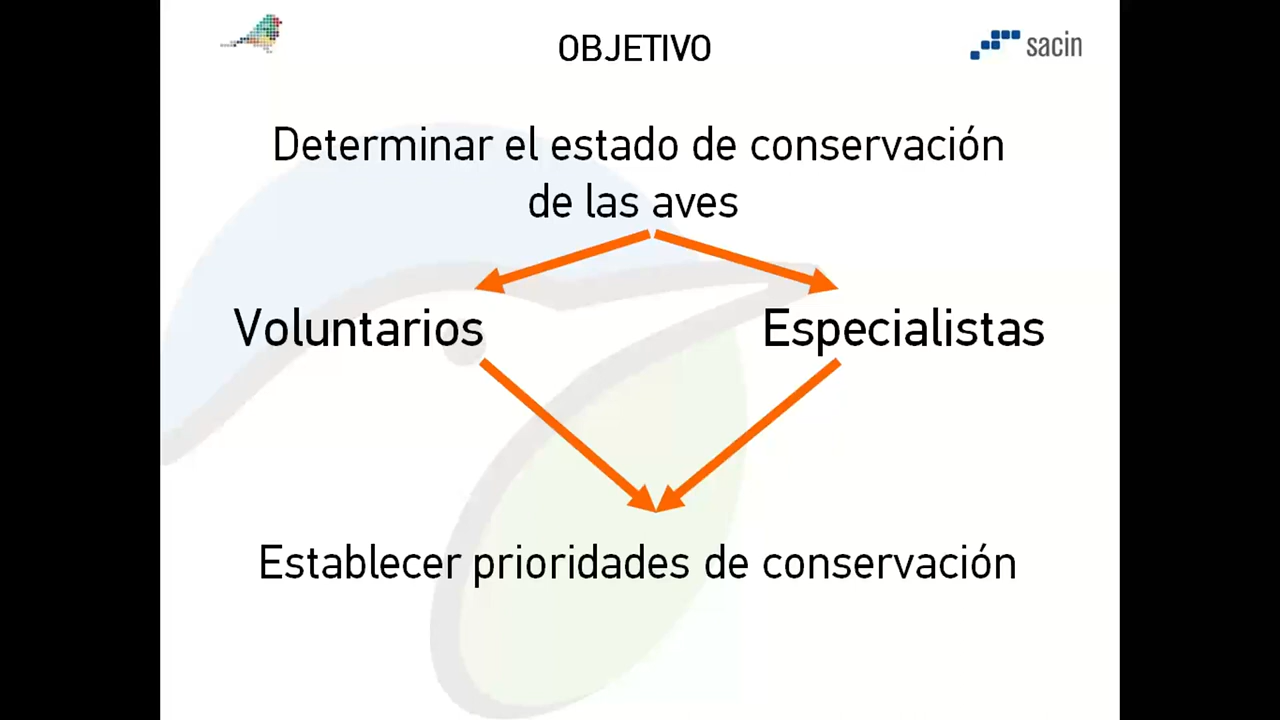 OBJETIVO
sacin
Determinar el estado de conservación
de las aves
Voluntarios
Especialistas
Establecer prioridades de conservación